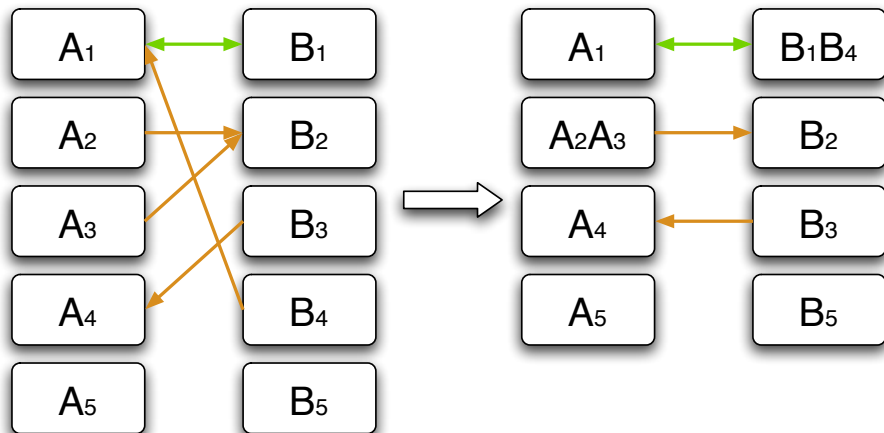 A1 B1
A2 B2
A3 B3
A4 B4
A5 B5
A1 B1B4
A2A3 B2
A4 B3
A5 B5